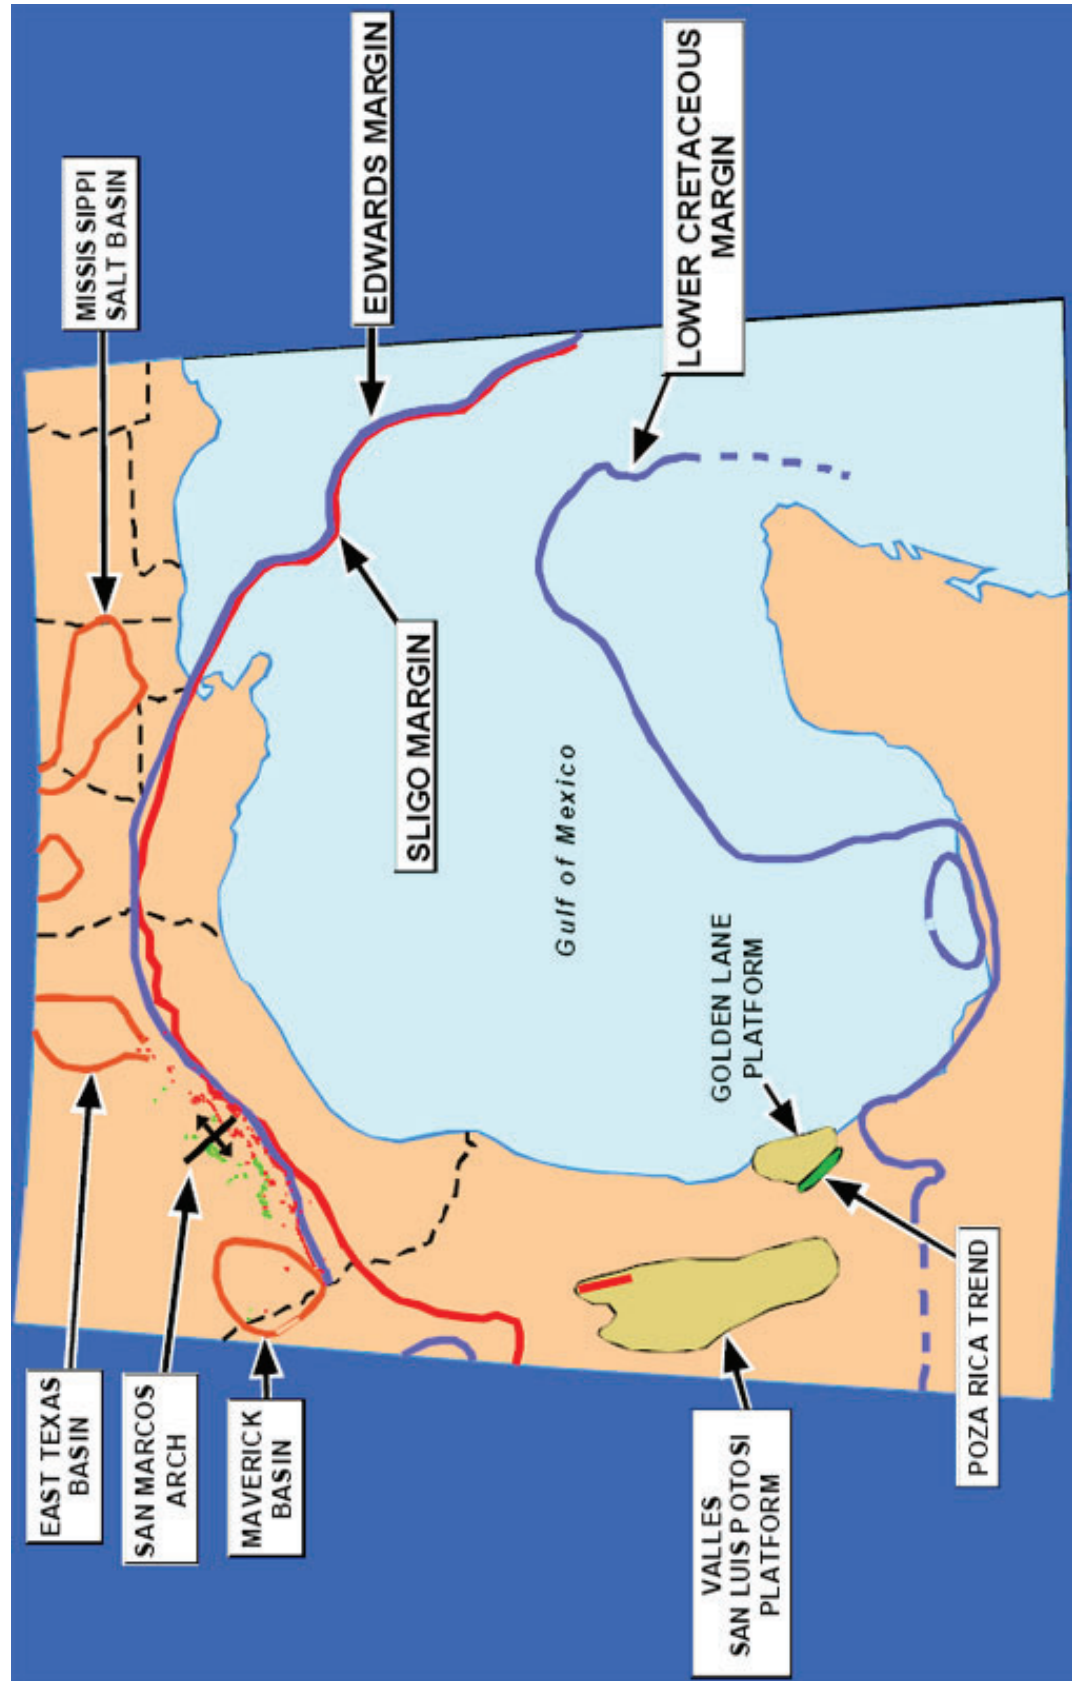 EAST TEXAS
BASIN
SAN MARCOS
ARCH
MAVERICK
BASIN
MISSIS SIPPI
SALT BASIN
EDWARDS MARGIN
SLIGO MARGIN
LOWER CRETACEOUS
MARGIN
Gulf of Mexico
GOLDEN LANE
PLATFORM
VALLES
SAN LUIS P OTOSI
PLATFORM
POZA RICA TREND